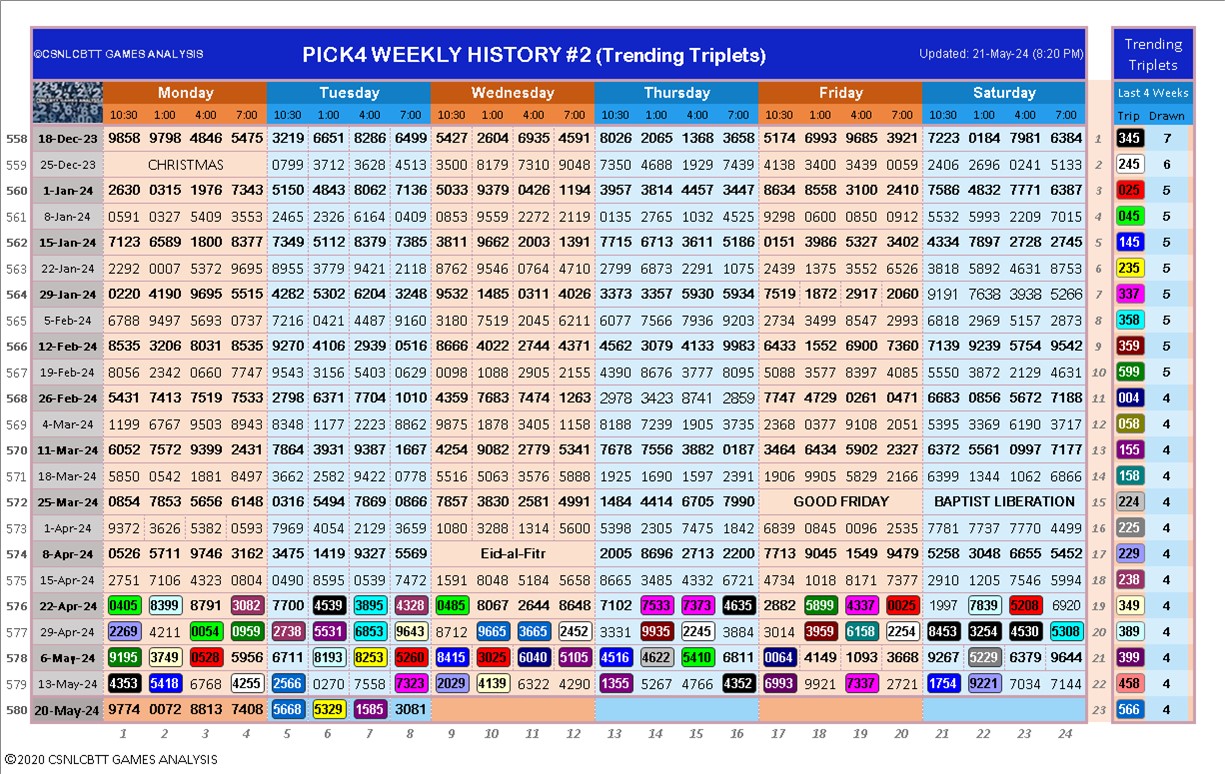 ©CSNLCBTT GAMES ANALYSIS PICK4 WEEKLY HISTORY #2 (Trending Triplets) Updated: 21-May-24 (8:20 PM) Trending Triplets
Monday Tuesday Wednesday Thursday Friday Saturday Last 4 Weeks
10:30 1:00 4:00 7:00 10:30 1:00 4:00 7:00 10:30 1:00 4:00 7:00 10:30 1:00 4:00 7:00 10:30 1:00 4:00 7:00 10:30 1:00 4:00 7:00 Trip Drawn
558 18-Dec-23 9858 9798 4846 5475 3219 6651 8286 6499 5427 2604 6935 4591 8026 2065 1368 3658 5174 6993 9685 3921 7223 0184 7981 6384 1 345 7
559 25-Dec-23 CHRISTMAS 0799 3712 3628 4513 6500 8179 7310 9048 7350 4688 1929 7439 4138 3400 3439 0059 2406 2696 0241 5133 2 245 6
560 1-Jan-24 2630 0315 1976 7343 5150 4843 8062 7136 5033 9379 0426 1194 3957 3814 4457 3447 8634 8558 3100 2410 7586 4832 7771 6387 3 025 5
561 8-Jan-24 0591 0327 5409 3553 2465 2326 6164 0409 0853 9559 2272 2119 0135 2765 1032 4525 9298 0600 0850 0912 5532 5993 2209 7015 4 045 5
562 15-Jan-24 7123 6589 1800 8377 7349 5112 8379 7385 3811 9662 2003 1391 7715 6713 3611 5186 0151 3986 5327 3402 4334 7897 2728 2745 5 145 5
563 22-Jan-24 2292 0007 5372 9695 8955 3779 9421 2118 8762 9546 0764 4710 2799 6873 2291 1075 2439 1375 3552 6526 3818 5892 4631 8753 6 235 5
564 29-Jan-24 0220 4190 9695 5515 4282 5302 6204 3248 9532 1485 0311 4026 3373 3357 5930 5934 7519 1872 2917 2060 9191 7638 3938 5266 7 337 5
565 5-Feb-24 6788 9497 5693 0737 7216 0421 4487 9160 3180 7519 2045 6211 6077 7566 7936 9203 2734 3499 8547 2993 6818 2969 5157 2873 8 358 5
566 12-Feb-24 8535 3206 8031 8535 9270 4106 2939 0516 8666 4022 2744 4371 4562 3079 4133 9983 6433 1552 6900 7360 7139 9239 5754 9542 9 359 5
567 19-Feb-24 8056 2342 0660 7747 9543 3156 5403 0629 0098 1088 2905 2155 4390 8676 3777 8095 5088 3577 8397 4085 5550 3872 2129 4631 10 599 5
568 26-Feb-24 5431 7413 7519 7533 2798 6371 7704 1010 4359 7683 7474 1263 2978 3423 8741 2859 7747 4729 0261 0471 6683 0856 5672 7188 11 004 4
569 4-Mar-24 1199 6767 9503 8943 8348 1177 2223 8862 9875 1878 3405 1158 8188 7239 1905 3735 2368 0377 9108 2051 5395 3369 6190 3717 12 058 4
570 11-Mar-24 6052 7572 9399 2431 7864 3931 9387 1667 4254 9082 2779 5341 7678 7556 3882 0187 3464 6434 5902 2327 6372 5561 0997 7177 13 155 4
571 18-Mar-24 5850 0542 1881 8497 3662 2582 9422 0778 5516 5063 3576 5888 1925 1690 1597 2391 1906 9905 5829 2166 6399 1344 1062 6866 14 158 4
572 25-Mar-24 0854 7853 5656 6148 0316 5494 7869 0866 7857 3830 2581 4991 1484 4414 6705 7990 GOOD FRIDAY BAPTIST LIBERATION 15 224 4
573 1-Apr-24 9372 3626 5382 0593 7969 4054 2129 3659 1080 3288 1314 5600 5398 2305 7475 1842 6839 0845 0096 2535 7781 7737 7770 4499 16 225 4
574 8-Apr-24 0526 5711 9746 3162 3475 1419 9327 5569 Eid-al-Fitr 2005 8696 2713 2200 7713 9045 1549 9479 5258 3048 6655 5452 17 229 4
575 15-Apr-24 2751 7106 4323 0804 0490 8595 0539 7472 1591 8048 5184 5658 8665 3485 4332 6721 4734 1018 8171 7377 2910 1205 7546 5994 18 238 4
576 22-Apr-24 0405 8399 8791 3082 7700 4539 3895 4328 0485 8067 2644 8648 7102 7533 7373 4635 2882 5899 4337 0025 1997 7839 5208 6920 19 349 4
577 29-Apr-24 2269 4211 0054 0959 2738 5531 6853 9643 8712 9665 3665 2452 3331 9935 2245 3884 3014 3959 6158 2254 8453 3254 4530 5308 20 389 4
578 6-May-24 9195 3749 0528 5956 6711 8193 8253 5260 8415 3025 6040 5105 4516 4622 5410 6811 0064 4149 1093 3668 9267 5229 6379 9644 21 399 4
579 13-May-24 4353 5418 6768 4255 2566 0270 7558 7323 2029 4139 6322 4290 1355 5267 4766 4352 6993 9921 7337 2721 1754 9221 7034 7144 22 458 4
580 20-May-24 9774 0072 8813 7408 5668 5329 1585 3081 23 566 4
1 2 3 4 5 6 7 8 9 10 11 12 13 14 15 16 17 18 19 20 21 22 23 24
©2020 CSNLCBTT GAMES ANALYSIS